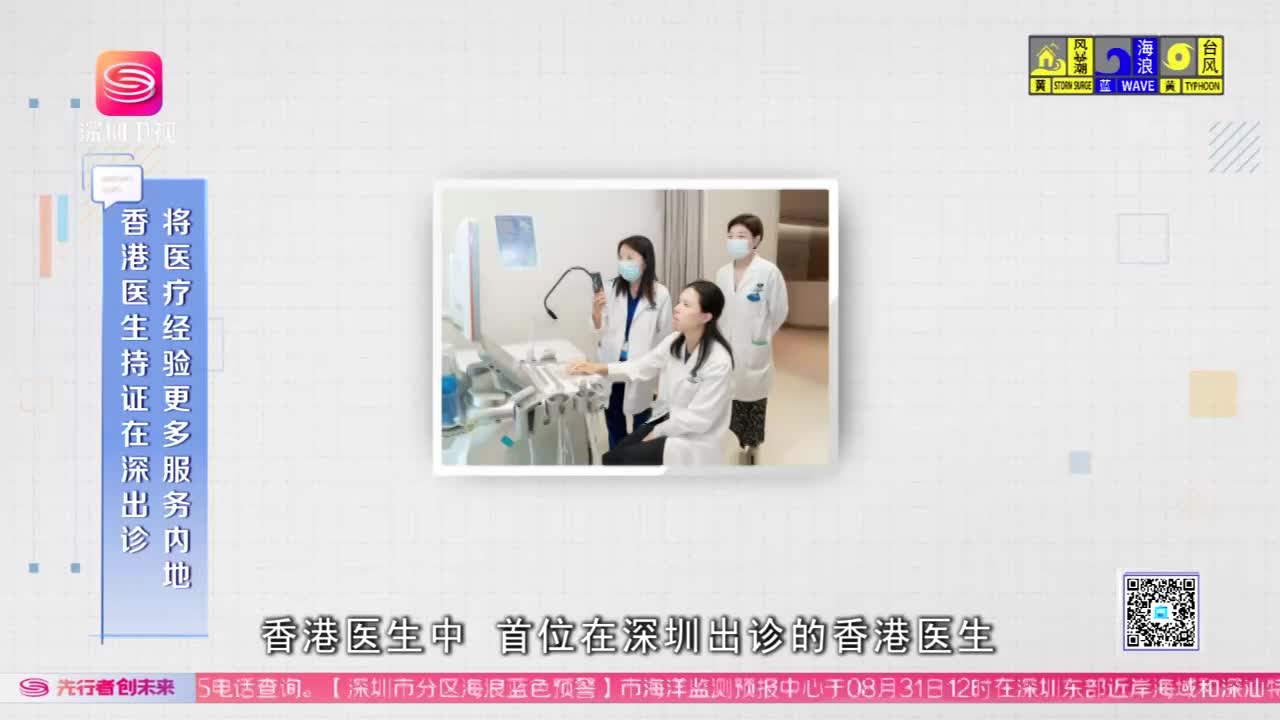 深圳卫视
风暴潮
黄 STORM SURGE
海浪
蓝 WAVE
台风
黄 TYPHOON
香港医生持证在深出诊
将医疗经验更多服务内地
香港医生中 首位在深圳出诊的香港医生
先行者创未来
5电话查询。【深圳市分区海浪蓝色预警】市海洋监测预报中心于08月31日12时在深圳东部近岸海域和深汕特